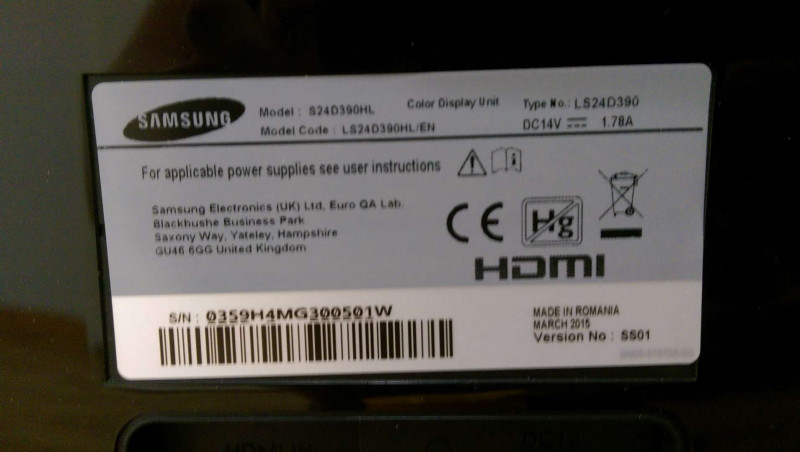 SAMSUNG
Model : S24D390HL
Color Display Unit
Type No.: LS24D390
Model Code : LS24D390HL/EN
DC14V 1.78A
For applicable power supplies see user instructions
Samsung Electronics (UK) Ltd, Euro QA Lab.
Blackbushe Business Park
Saxony Way, Yateley, Hampshire
GU46 6GG United Kingdom
CE
Hg
HDMI
S/N : 0359H4MG300501W
MADE IN ROMANIA
MARCH 2015
Version No : SS01
HDMI IN